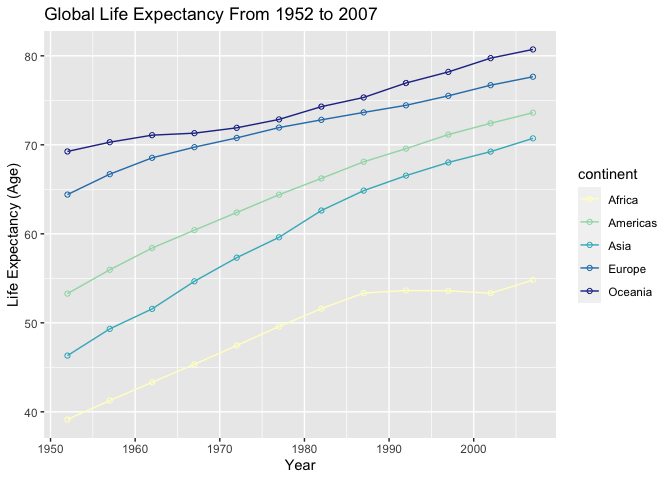 Global Life Expectancy From 1952 to 2007
80
70
60
50
40
Life Expectancy (Age)
1950 1960 1970 1980 1990 2000
Year
continent
Africa
Americas
Asia
Europe
Oceania